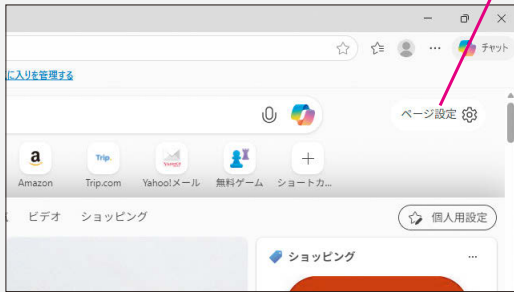 チャット
に入りを管理する
ページ設定
a
Trip.
YAHOO!
Amazon
Trip.com
Yahoo!メール
無料ゲーム
ショートカ...
ビデオ
ショッピング
個人用設定
ショッピング